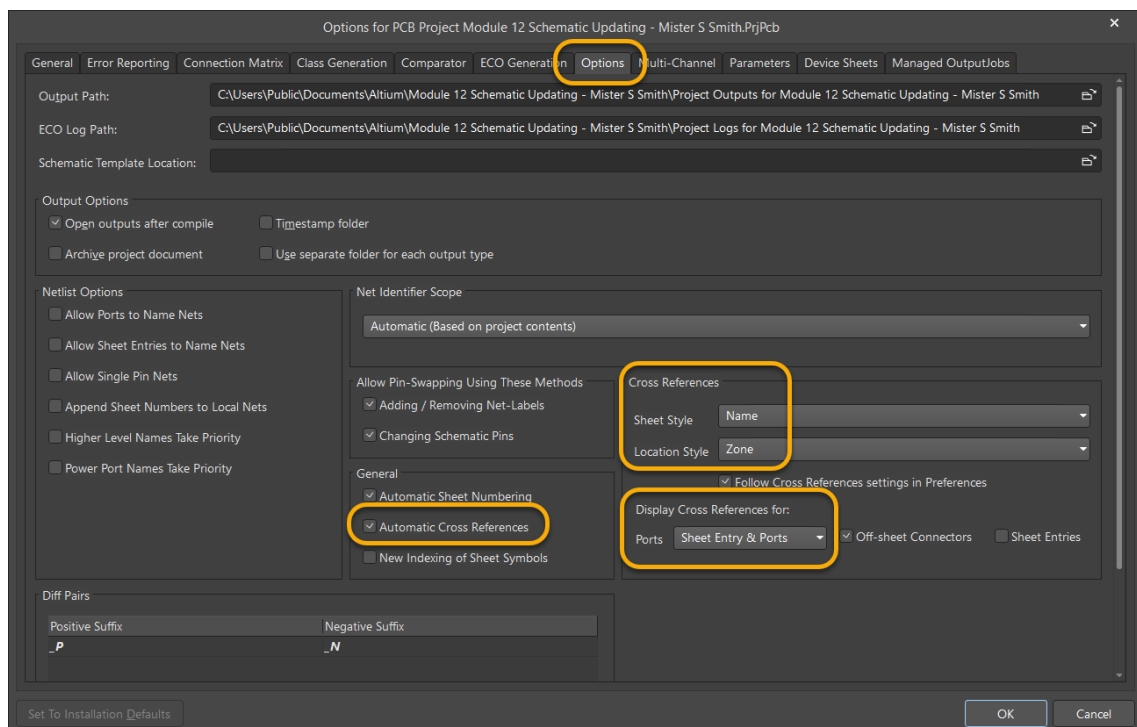 Options for PCB Project Module 12 Schematic Updating - Mister S Smith.PrjPcb
General Error Reporting Connection Matrix Class Generation Comparator ECO Generation Options Multi-Channel Parameters Device Sheets Managed OutputJobs
Output Path: C:\Users\Public\Documents\Altium\Module 12 Schematic Updating - Mister S Smith\Project Outputs for Module 12 Schematic Updating - Mister S Smith
ECO Log Path: C:\Users\Public\Documents\Altium\Module 12 Schematic Updating - Mister S Smith\Project Logs for Module 12 Schematic Updating - Mister S Smith
Schematic Template Location:
Output Options
Open outputs after compile Timestamp folder
Archive project document Use separate folder for each output type
Netlist Options
Allow Ports to Name Nets
Allow Sheet Entries to Name Nets
Allow Single Pin Nets
Append Sheet Numbers to Local Nets
Higher Level Names Take Priority
Power Port Names Take Priority
Net Identifier Scope
Automatic (Based on project contents)
Allow Pin-Swapping Using These Methods
Adding / Removing Net-Labels
Changing Schematic Pins
General
Automatic Sheet Numbering
Automatic Cross References
New Indexing of Sheet Symbols
Cross References
Sheet Style Name
Location Style Zone
Follow Cross References settings in Preferences
Display Cross References for:
Ports Sheet Entry & Ports Off-sheet Connectors Sheet Entries
Diff Pairs
Positive Suffix Negative Suffix
_P _N
Set To Installation Defaults OK Cancel